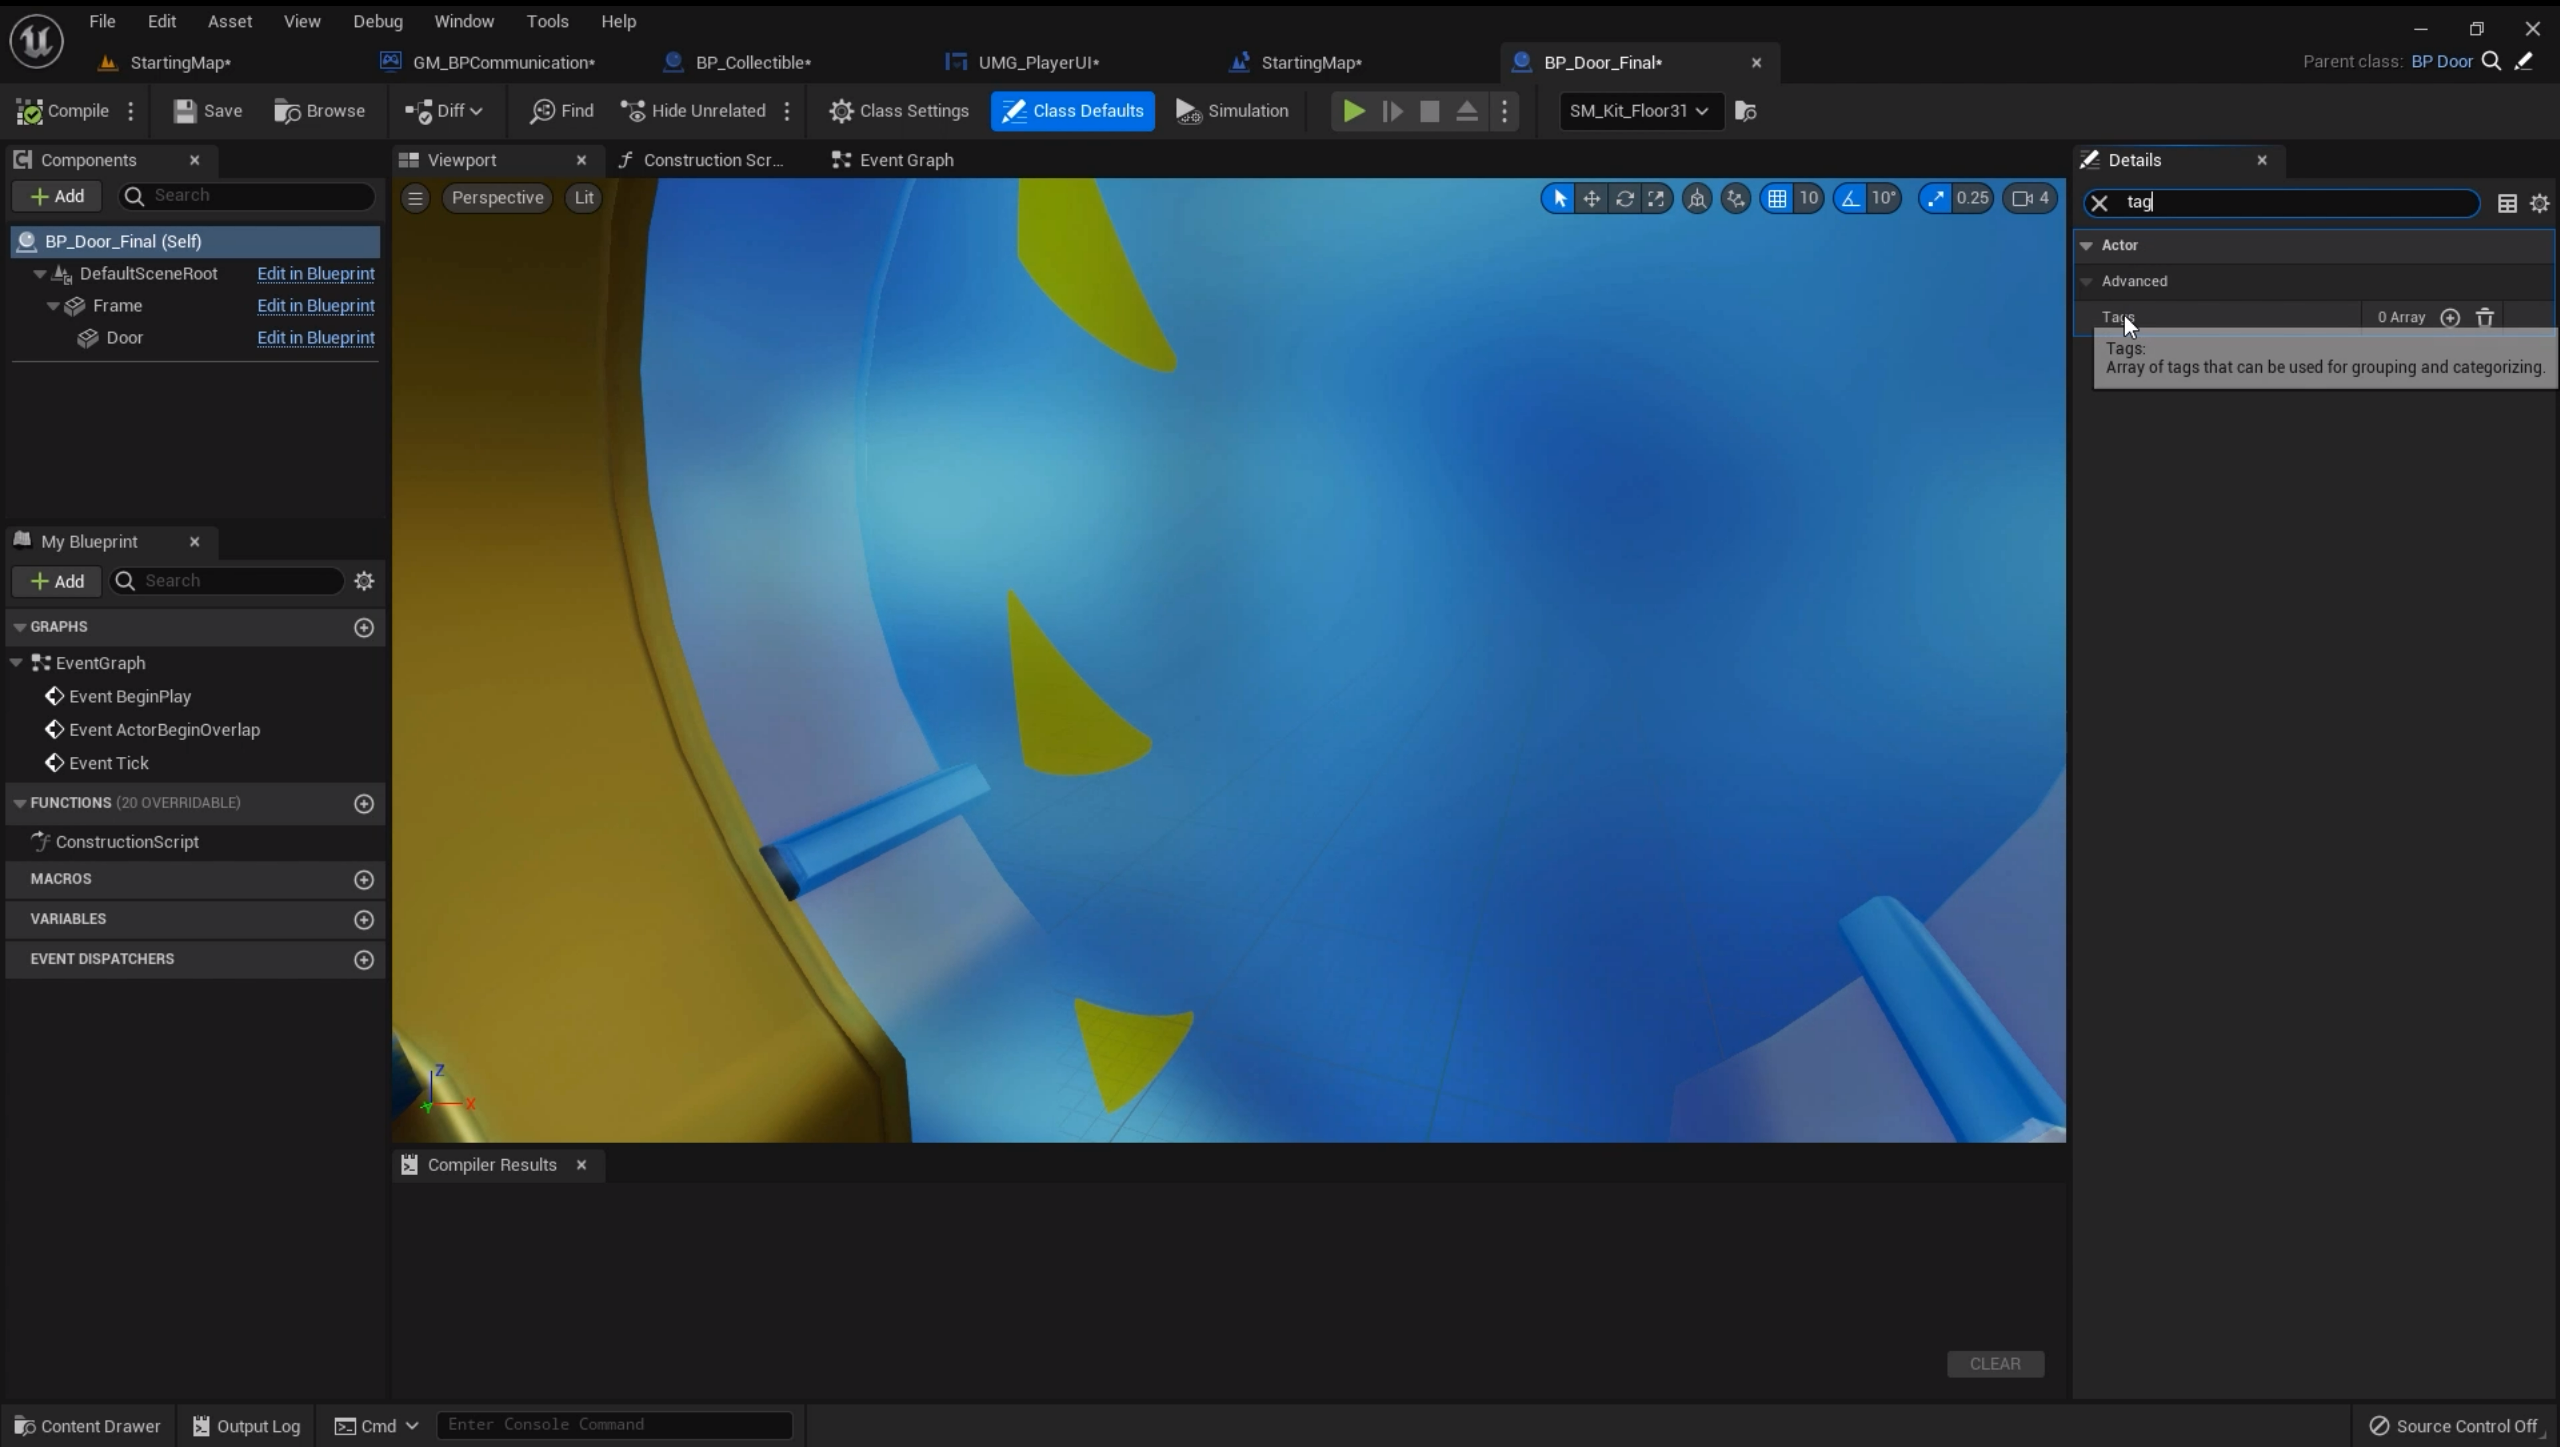 File Edit Asset View Debug Window Tools Help
StartingMap* GM_BPCommunication* BP_Collectible* UMG_PlayerUI* StartingMap* BP_Door_Final* Parent class: BP Door
Compile Save Browse Diff Find Hide Unrelated Class Settings Class Defaults Simulation SM_Kit_Floor31
Components
Add Search
BP_Door_Final (Self)
DefaultSceneRoot Edit in Blueprint
Frame Edit in Blueprint
Door Edit in Blueprint
My Blueprint
Add Search
GRAPHS
EventGraph
Event BeginPlay
Event ActorBeginOverlap
Event Tick
FUNCTIONS (20 OVERRIDABLE)
ConstructionScript
MACROS
VARIABLES
EVENT DISPATCHERS
Viewport Construction Scr... Event Graph
Perspective Lit 10 10° 0.25 4
Z
X
Y
Compiler Results
CLEAR
Details
tag
Actor
Advanced
Tags 0 Array
Tags:
Array of tags that can be used for grouping and categorizing.
Content Drawer Output Log Cmd Enter Console Command Source Control Off